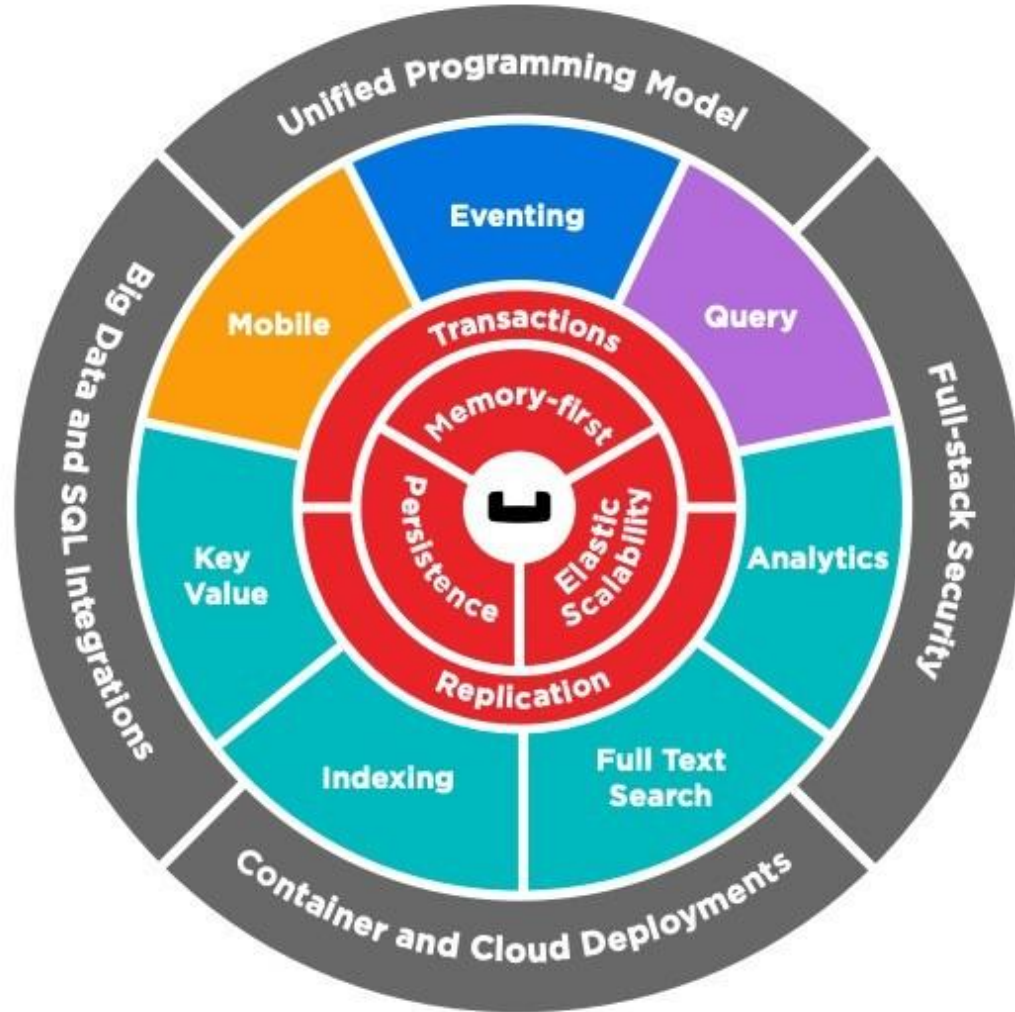 Unified Programming Model
Eventing
Mobile
Query
Transactions
Memory-first
Persistence
Elastic
Scalability
Replication
Key
Value
Analytics
Indexing
Full Text
Search
Big Data and SQL Integrations
Full-stack Security
Container and Cloud Deployments